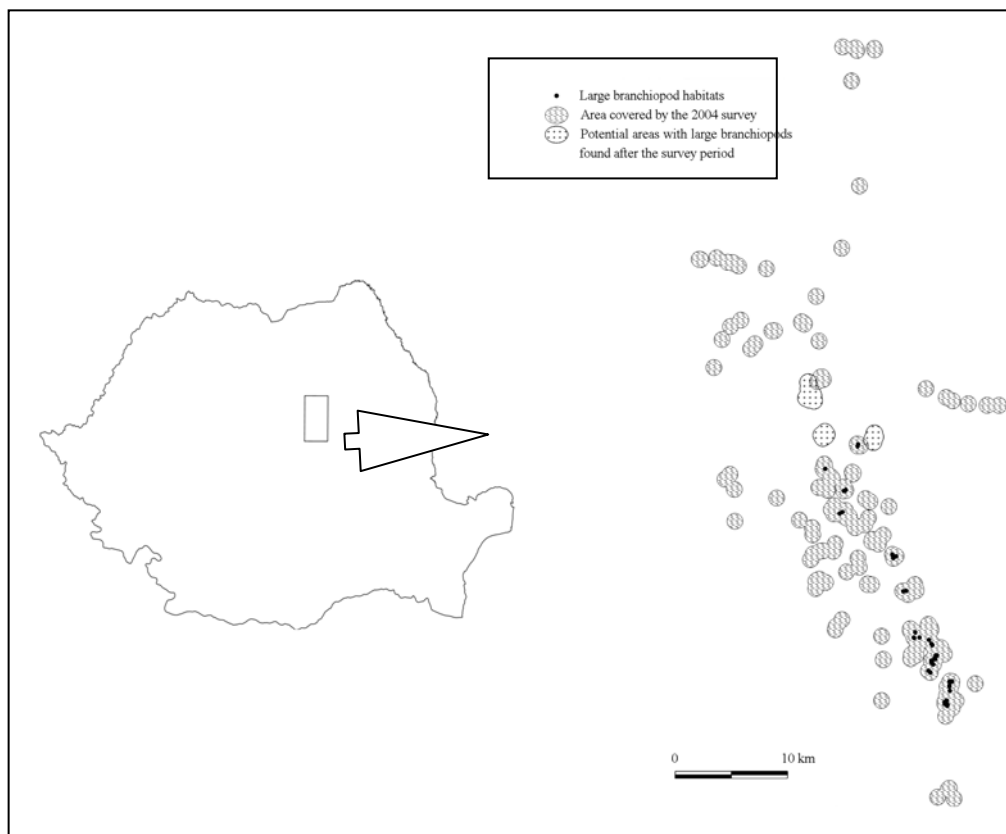 Large branchiopod habitats
Area covered by the 2004 survey
Potential areas with large branchiopods
found after the survey period
0 10 km